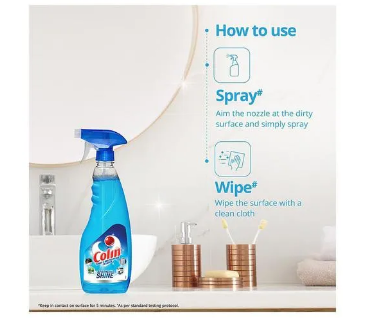 How to use
Spray#
Aim the nozzle at the dirty
surface and simply spray
Wipe#
Wipe the surface with a
clean cloth
Colin
SHINE
#Keep in contact on surface for 5 minutes. *As per standard testing protocol.